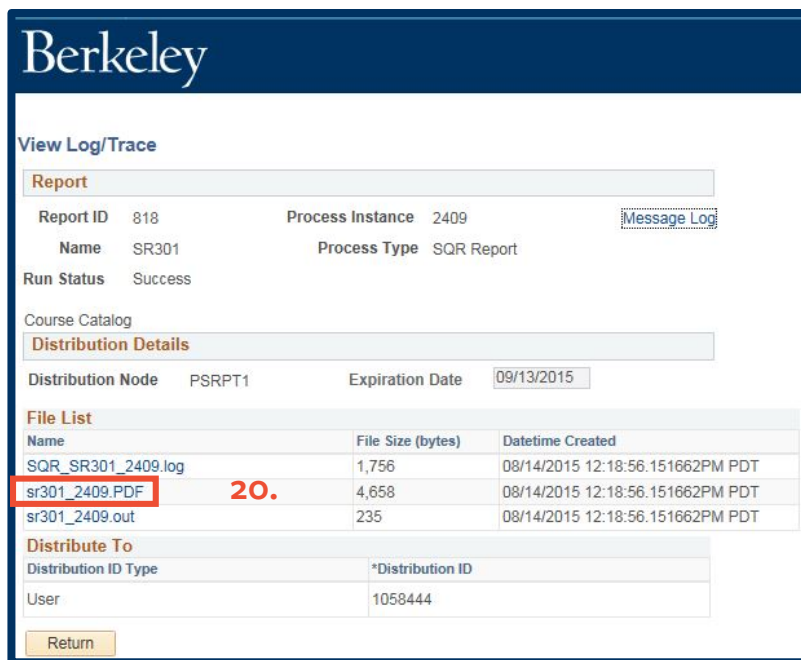 Berkeley
View Log/Trace
Report
Report ID 818 Process Instance 2409 Message Log
Name SR301 Process Type SQR Report
Run Status Success
Course Catalog
Distribution Details
Distribution Node PSRPT1 Expiration Date 09/13/2015
File List
Name File Size (bytes) Datetime Created
SQR_SR301_2409.log 1,756 08/14/2015 12:18:56.151662PM PDT
sr301_2409.PDF 20. 4,658 08/14/2015 12:18:56.151662PM PDT
sr301_2409.out 235 08/14/2015 12:18:56.151662PM PDT
Distribute To
Distribution ID Type *Distribution ID
User 1058444
Return